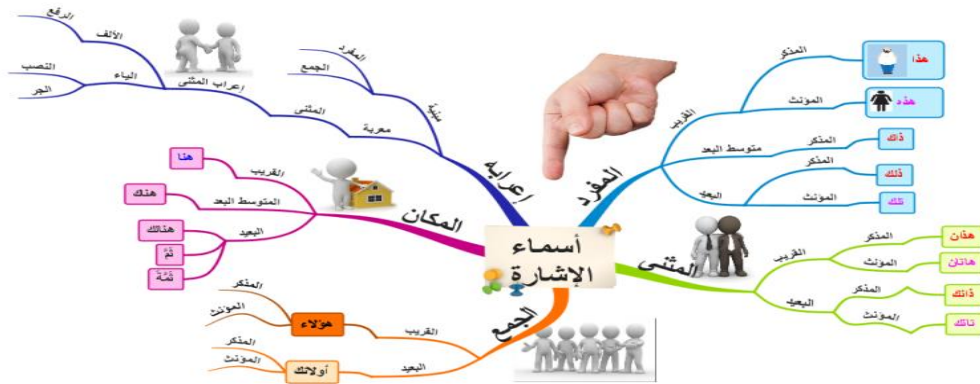 أسماء
الإشارة
المفرد
القريب
المذكر
هذا
المؤنث
هذه
متوسط البعد
المذكر
ذاك
البعيد
المذكر
ذلك
المؤنث
تلك
المثنى
القريب
المذكر
هذان
المؤنث
هاتان
البعيد
المذكر
ذانك
المؤنث
تانك
الجمع
القريب
هؤلاء
المذكر
المؤنث
البعيد
أولائك
المذكر
المؤنث
المكان
القريب
هنا
المتوسط البعد
هناك
البعيد
هنالك
ثَمَّ
ثَمَّةَ
إعرابه
مبنية
المفرد
الجمع
معربة
المثنى
إعراب المثنى
الألف
الرفع
الياء
النصب
الجر